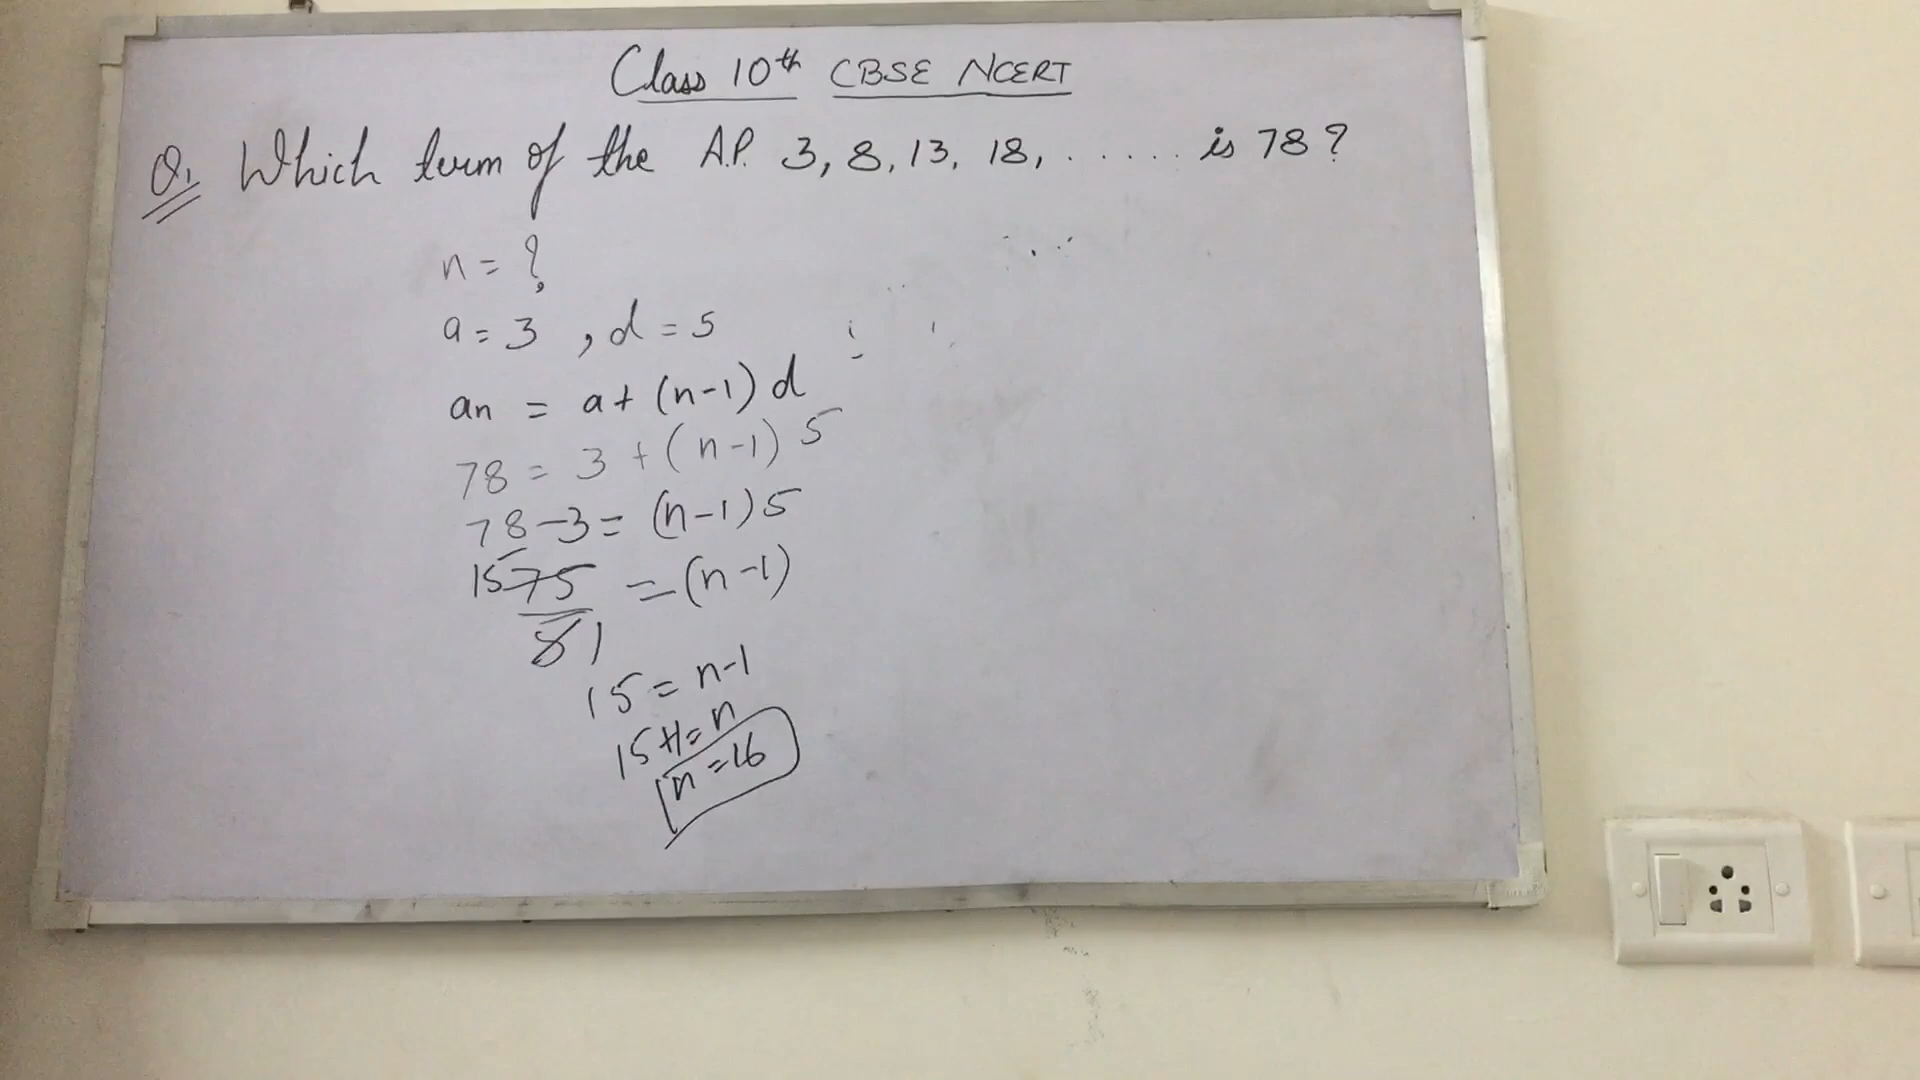 Class 10th CBSE NCERT
Q1 Which term of the A.P. 3, 8, 13, 18, ...... is 78?
n = ?
a = 3 , d = 5
an = a + (n-1) d
78 = 3 + (n-1) 5
78-3 = (n-1) 5
15 75 = (n-1)
5 1
15 = n-1
15+1 = n
n = 16